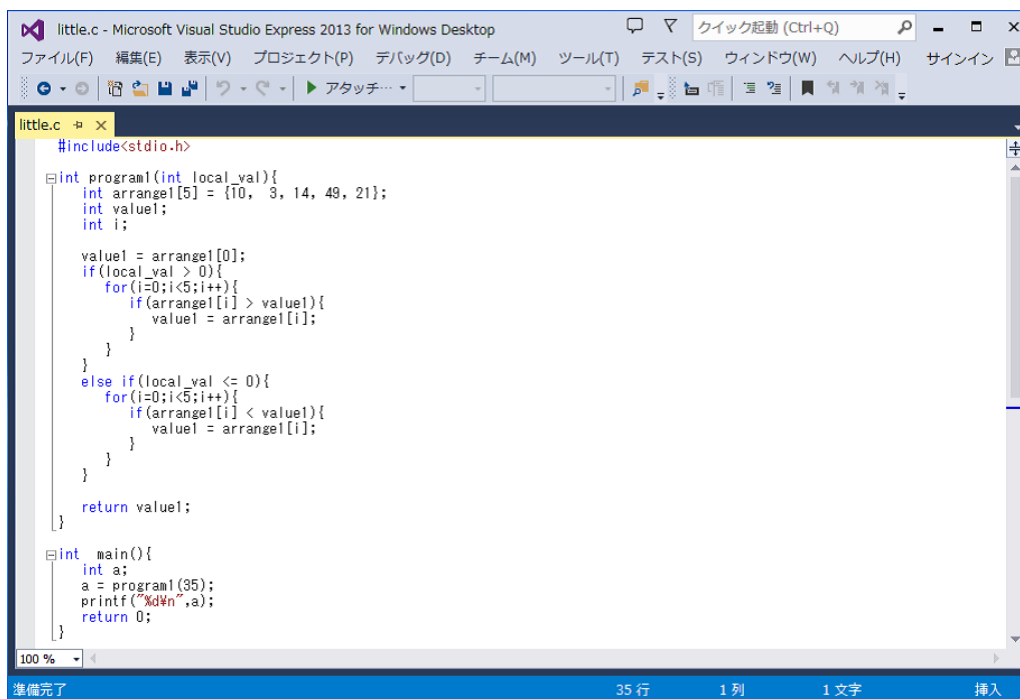 little.c - Microsoft Visual Studio Express 2013 for Windows Desktop
クイック起動 (Ctrl+Q)
ファイル(F) 編集(E) 表示(V) プロジェクト(P) デバッグ(D) チーム(M) ツール(T) テスト(S) ウィンドウ(W) ヘルプ(H) サインイン
アタッチ…
little.c
#include<stdio.h>
int program1(int local_val){
int arrange1[5] = {10, 3, 14, 49, 21};
int value1;
int i;
value1 = arrange1[0];
if(local_val > 0){
for(i=0;i<5;i++){
if(arrange1[i] > value1){
value1 = arrange1[i];
}
}
}
else if(local_val <= 0){
for(i=0;i<5;i++){
if(arrange1[i] < value1){
value1 = arrange1[i];
}
}
}
return value1;
}
int main(){
int a;
a = program1(35);
printf("%d¥n",a);
return 0;
}
100 %
準備完了 35 行 1 列 1 文字 挿入